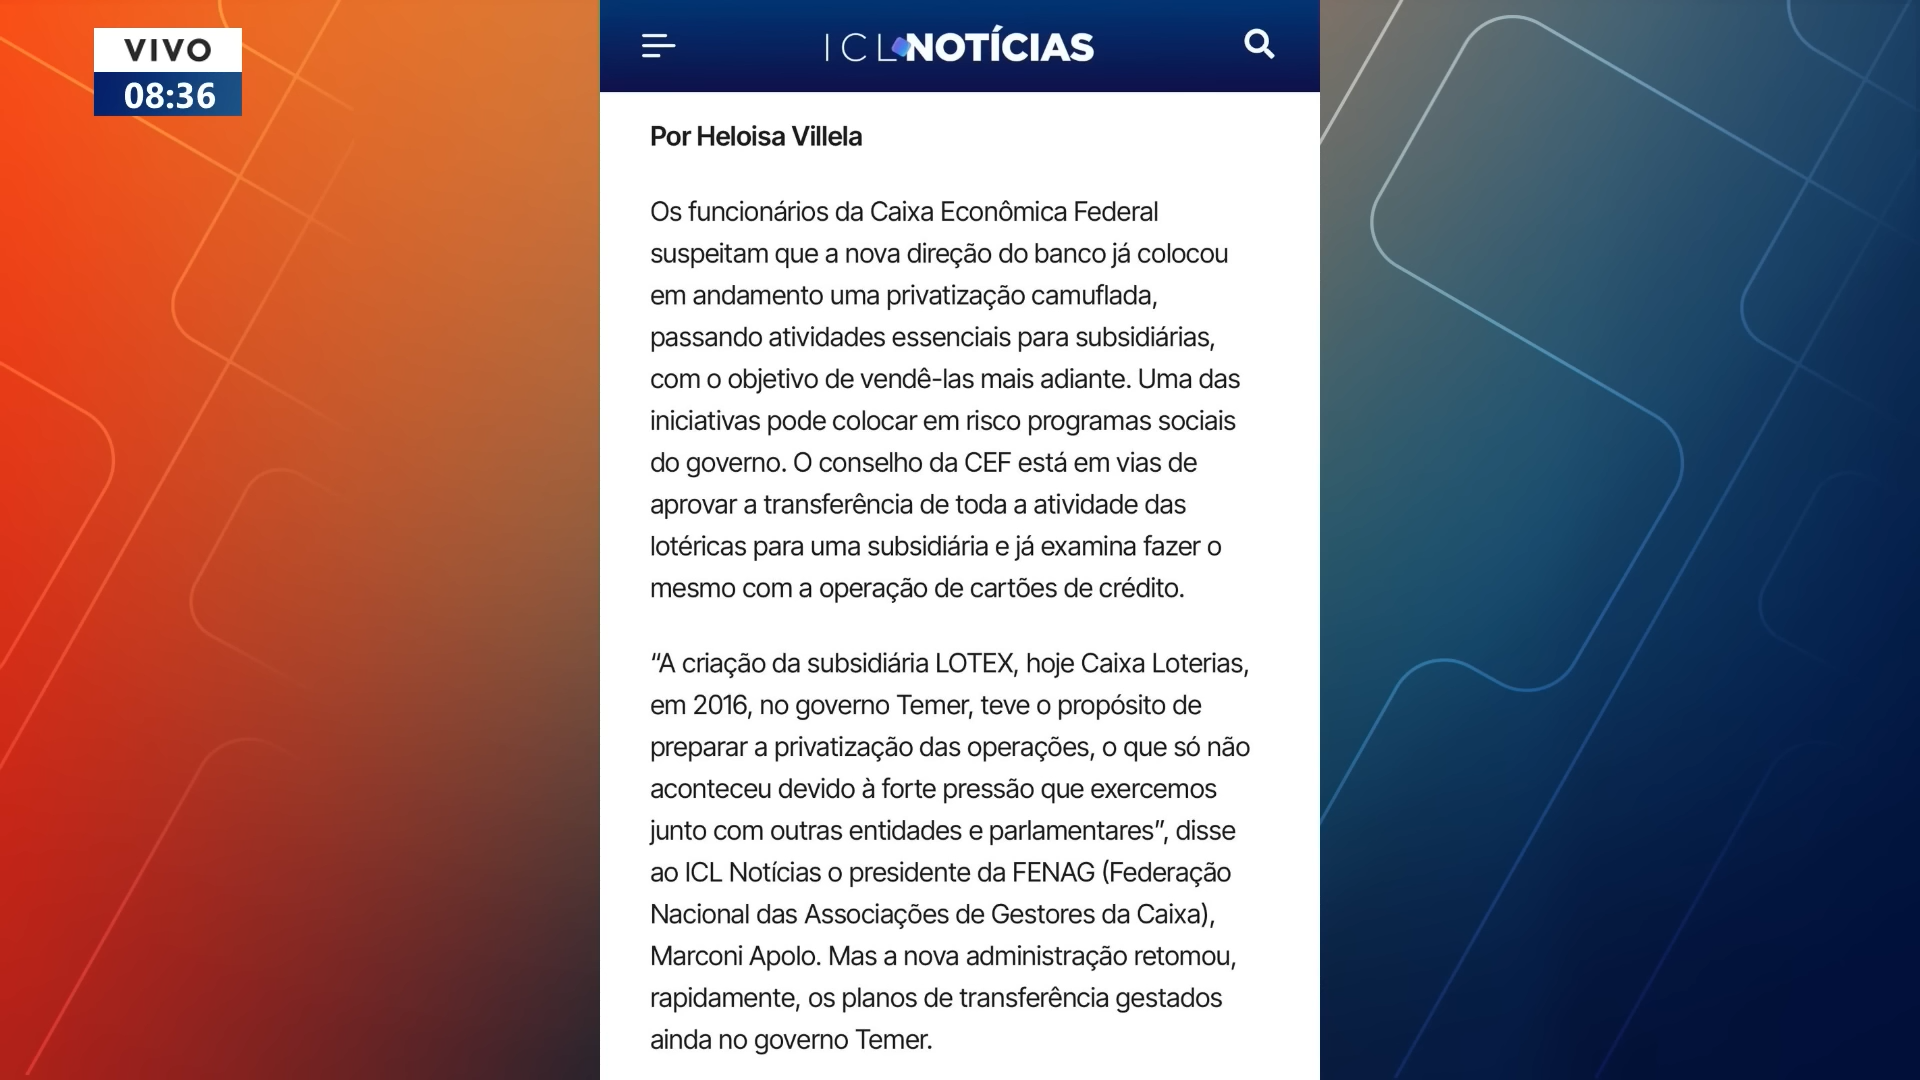 VIVO
08:36
ICL NOTÍCIAS
Por Heloisa Villela
Os funcionários da Caixa Econômica Federal
suspeitam que a nova direção do banco já colocou
em andamento uma privatização camuflada,
passando atividades essenciais para subsidiárias,
com o objetivo de vendê-las mais adiante. Uma das
iniciativas pode colocar em risco programas sociais
do governo. O conselho da CEF está em vias de
aprovar a transferência de toda a atividade das
lotéricas para uma subsidiária e já examina fazer o
mesmo com a operação de cartões de crédito.
“A criação da subsidiária LOTEX, hoje Caixa Loterias,
em 2016, no governo Temer, teve o propósito de
preparar a privatização das operações, o que só não
aconteceu devido à forte pressão que exercemos
junto com outras entidades e parlamentares”, disse
ao ICL Notícias o presidente da FENAG (Federação
Nacional das Associações de Gestores da Caixa),
Marconi Apolo. Mas a nova administração retomou,
rapidamente, os planos de transferência gestados
ainda no governo Temer.